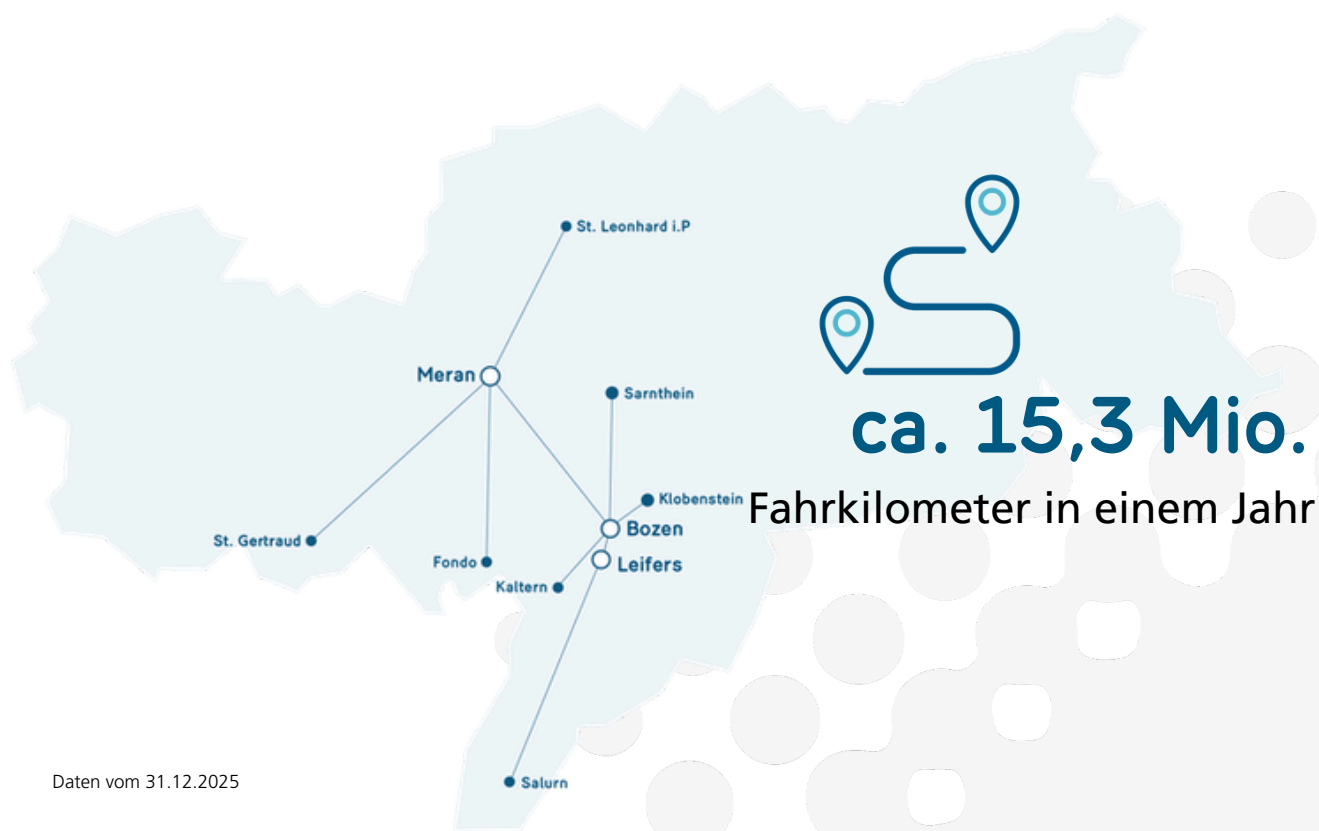 St. Leonhard i.P
Meran
Sarnthein
ca. 15,3 Mio.
Klobenstein
Fahrkilometer in einem Jahr
Bozen
St. Gertraud
Fondo
Leifers
Kaltern
Daten vom 31.12.2025
Salurn